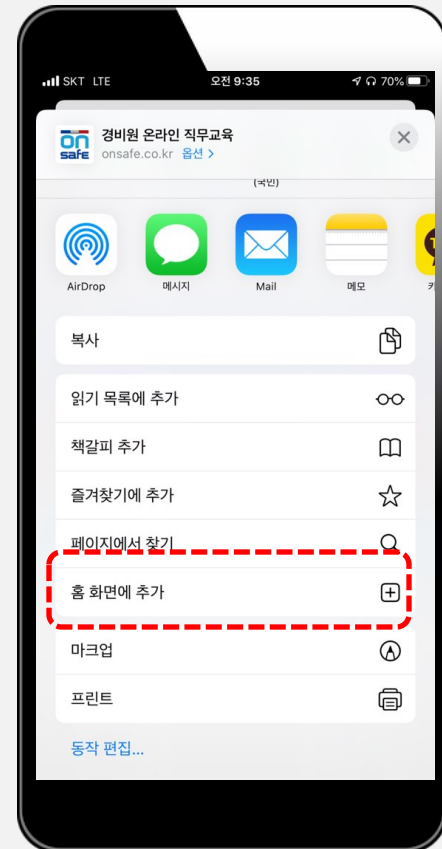 SKT LTE 오전 9:35 70%
on safe
경비원 온라인 직무교육
onsafe.co.kr 옵션 >
(국민)
AirDrop 메시지 Mail 메모
복사
읽기 목록에 추가
책갈피 추가
즐겨찾기에 추가
페이지에서 찾기
홈 화면에 추가
마크업
프린트
동작 편집...